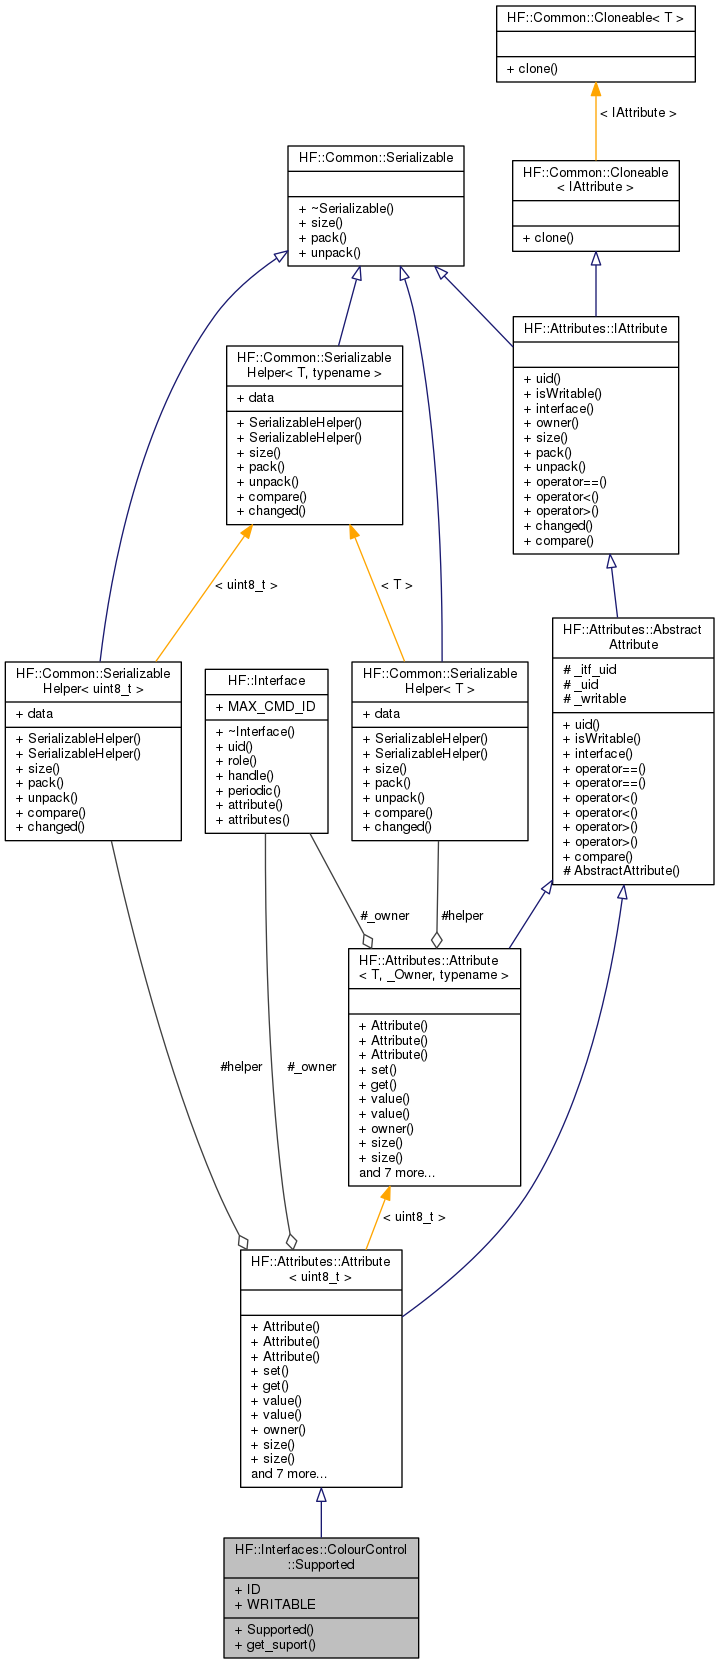 HF::Common::Cloneable< T >
+ clone()
< IAttribute >
HF::Common::Serializable
+ ~Serializable()
+ size()
+ pack()
+ unpack()
HF::Common::Cloneable
< IAttribute >
+ clone()
HF::Common::Serializable
Helper< T, typename >
+ data
+ SerializableHelper()
+ SerializableHelper()
+ size()
+ pack()
+ unpack()
+ compare()
+ changed()
HF::Attributes::IAttribute
+ uid()
+ isWritable()
+ interface()
+ owner()
+ size()
+ pack()
+ unpack()
+ operator==()
+ operator<()
+ operator>()
+ changed()
+ compare()
< uint8_t >
< T >
HF::Common::Serializable
Helper< uint8_t >
+ data
+ SerializableHelper()
+ SerializableHelper()
+ size()
+ pack()
+ unpack()
+ compare()
+ changed()
HF::Interface
+ MAX_CMD_ID
+ ~Interface()
+ uid()
+ role()
+ handle()
+ periodic()
+ attribute()
+ attributes()
HF::Common::Serializable
Helper< T >
+ data
+ SerializableHelper()
+ SerializableHelper()
+ size()
+ pack()
+ unpack()
+ compare()
+ changed()
HF::Attributes::Abstract
Attribute
# _itf_uid
# _uid
# _writable
+ uid()
+ isWritable()
+ interface()
+ operator==()
+ operator==()
+ operator<()
+ operator<()
+ operator>()
+ operator>()
+ compare()
# AbstractAttribute()
#_owner
#helper
HF::Attributes::Attribute
< T, _Owner, typename >
+ Attribute()
+ Attribute()
+ Attribute()
+ set()
+ get()
+ value()
+ value()
+ owner()
+ size()
+ size()
and 7 more...
#helper
#_owner
< uint8_t >
HF::Attributes::Attribute
< uint8_t >
+ Attribute()
+ Attribute()
+ Attribute()
+ set()
+ get()
+ value()
+ value()
+ owner()
+ size()
+ size()
and 7 more...
HF::Interfaces::ColourControl
::Supported
+ ID
+ WRITABLE
+ Supported()
+ get_suport()